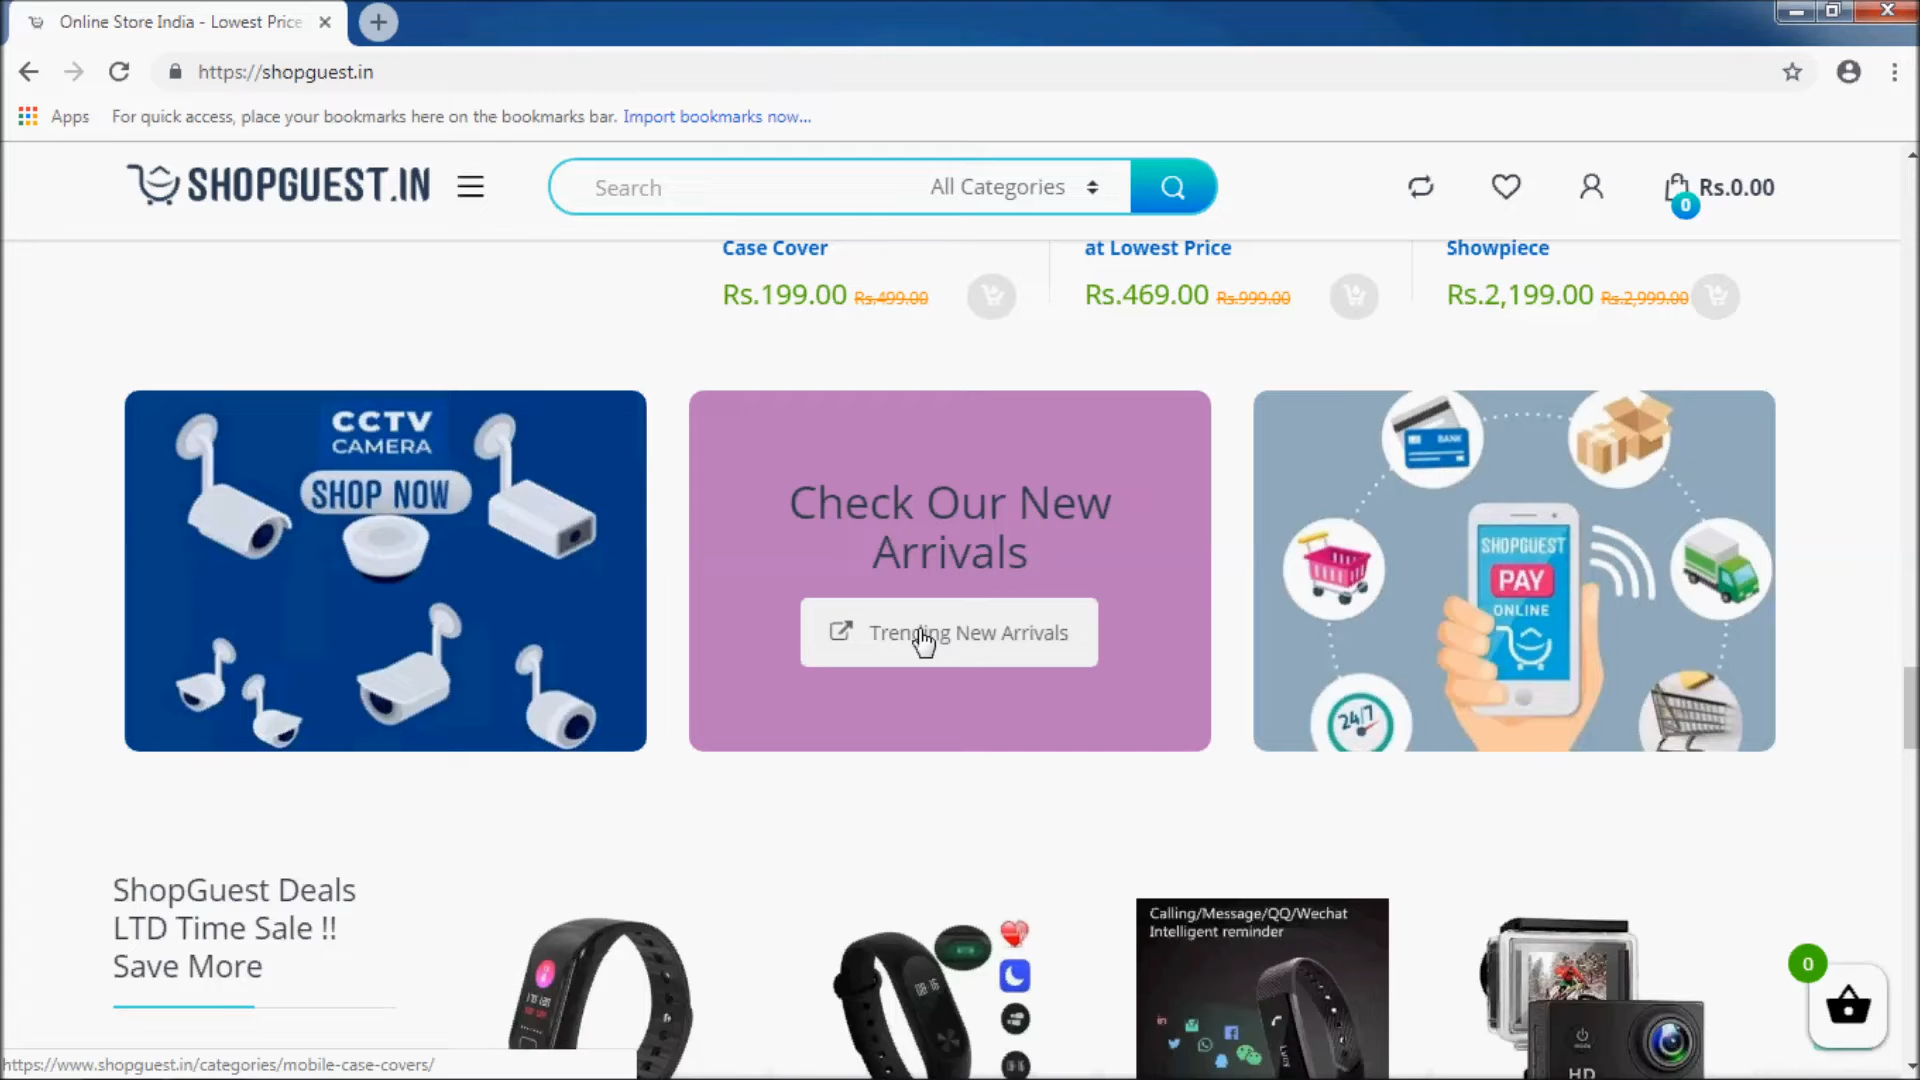 Online Store India - Lowest Price
https://shopguest.in
Apps For quick access, place your bookmarks here on the bookmarks bar. Import bookmarks now...
SHOPGUEST.IN
Search
All Categories
0
Rs.0.00
Case Cover
at Lowest Price
Showpiece
Rs.199.00 Rs.499.00
Rs.469.00 Rs.999.00
Rs.2,199.00 Rs.2,999.00
CCTV
CAMERA
SHOP NOW
Check Our New
Arrivals
Trending New Arrivals
BANK
SHOPGUEST
PAY
ONLINE
24/7
ShopGuest Deals
LTD Time Sale !!
Save More
Calling/Message/QQ/Wechat
Intelligent reminder
HD
0
https://www.shopguest.in/categories/mobile-case-covers/